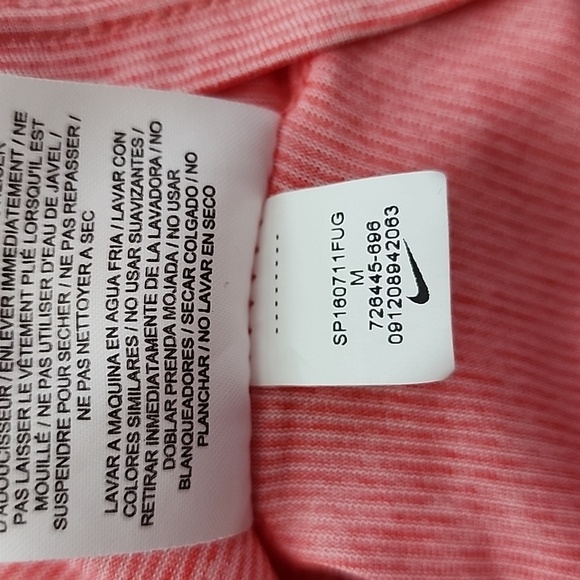 D'ADOUCISSEUR / ENLEVER IMMÉDIATEMENT / NE
PAS LAISSER LE VÊTEMENT PLIÉ LORSQU'IL EST
MOUILLÉ / NE PAS UTILISER D'EAU DE JAVEL /
SUSPENDRE POUR SECHER / NE PAS REPASSER /
NE PAS NETTOYER A SEC
LAVAR A MAQUINA EN AGUA FRIA / LAVAR CON
COLORES SIMILARES / NO USAR SUAVIZANTES /
RETIRAR INMEDIATAMENTE DE LA LAVADORA / NO
DOBLAR PRENDA MOJADA / NO USAR
BLANQUEADORES / SECAR COLGADO / NO
PLANCHAR / NO LAVAR EN SECO
SP160711FUG
M
726445-696
091208942063